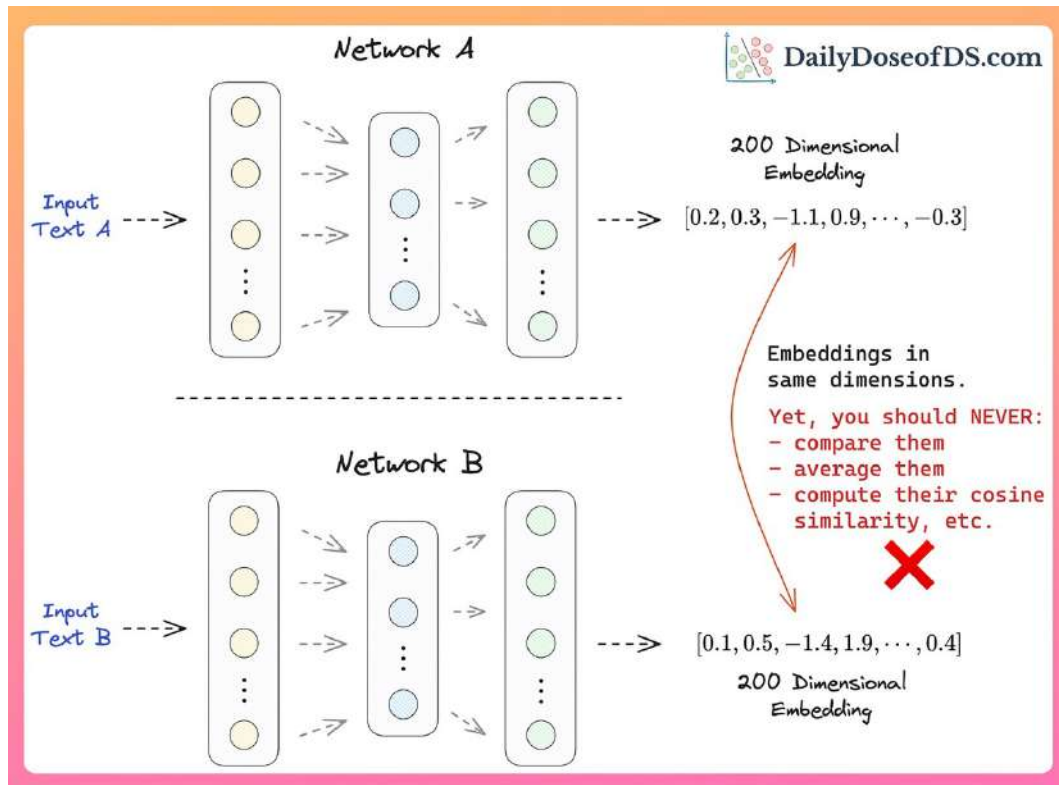 Network A
DailyDoseofDS.com
200 Dimensional
Embedding
Input
Text A
[0.2, 0.3, −1.1, 0.9, ⋯, −0.3]
Embeddings in
same dimensions.
Yet, you should NEVER:
- compare them
- average them
- compute their cosine
similarity, etc.
Network B
Input
Text B
[0.1, 0.5, −1.4, 1.9, ⋯, 0.4]
200 Dimensional
Embedding